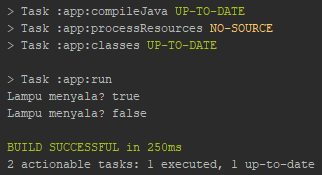 > Task :app:compileJava UP-TO-DATE
> Task :app:processResources NO-SOURCE
> Task :app:classes UP-TO-DATE
> Task :app:run
Lampu menyala? true
Lampu menyala? false
BUILD SUCCESSFUL in 250ms
2 actionable tasks: 1 executed, 1 up-to-date